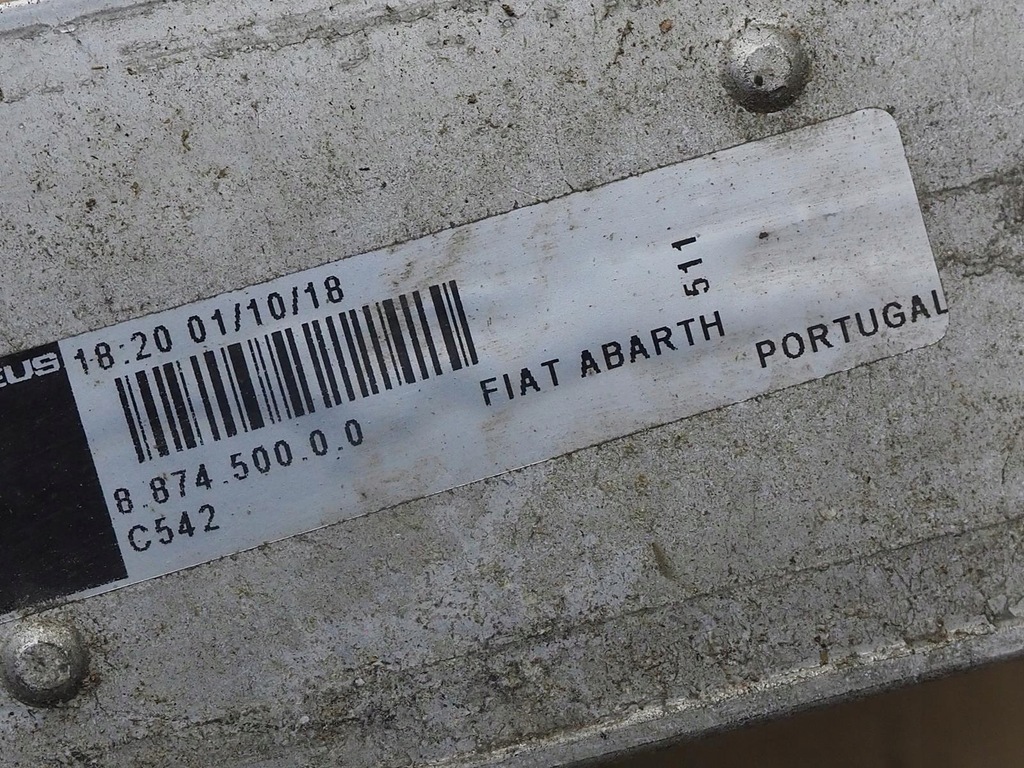 18:20 01/10/18
8.874.500.0.0
C542
FIAT ABARTH
511
PORTUGAL